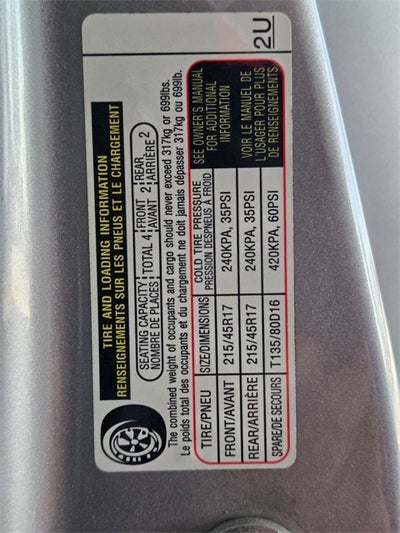 TIRE AND LOADING INFORMATION
RENSEIGNEMENTS SUR LES PNEUS ET LE CHARGEMENT
SEATING CAPACITY TOTAL 4 FRONT 2 REAR 2
NOMBRE DE PLACES AVANT ARRIÈRE
The combined weight of occupants and cargo should never exceed 317kg or 699lbs.
Le poids total des occupants et du chargement ne doit jamais dépasser 317kg ou 699lb.
TIRE/PNEU SIZE/DIMENSIONS COLD TIRE PRESSURE
PRESSION DESPNEUS À FROID
FRONT/AVANT 215/45R17 240KPA, 35PSI
REAR/ARRIÈRE 215/45R17 240KPA, 35PSI
SPARE/DE SECOURS T135/80D16 420KPA, 60PSI
SEE OWNER'S MANUAL
FOR ADDITIONAL
INFORMATION
VOIR LE MANUEL DE
L'USAGER POUR PLUS
DE RENSEIGNEMENTS
2U